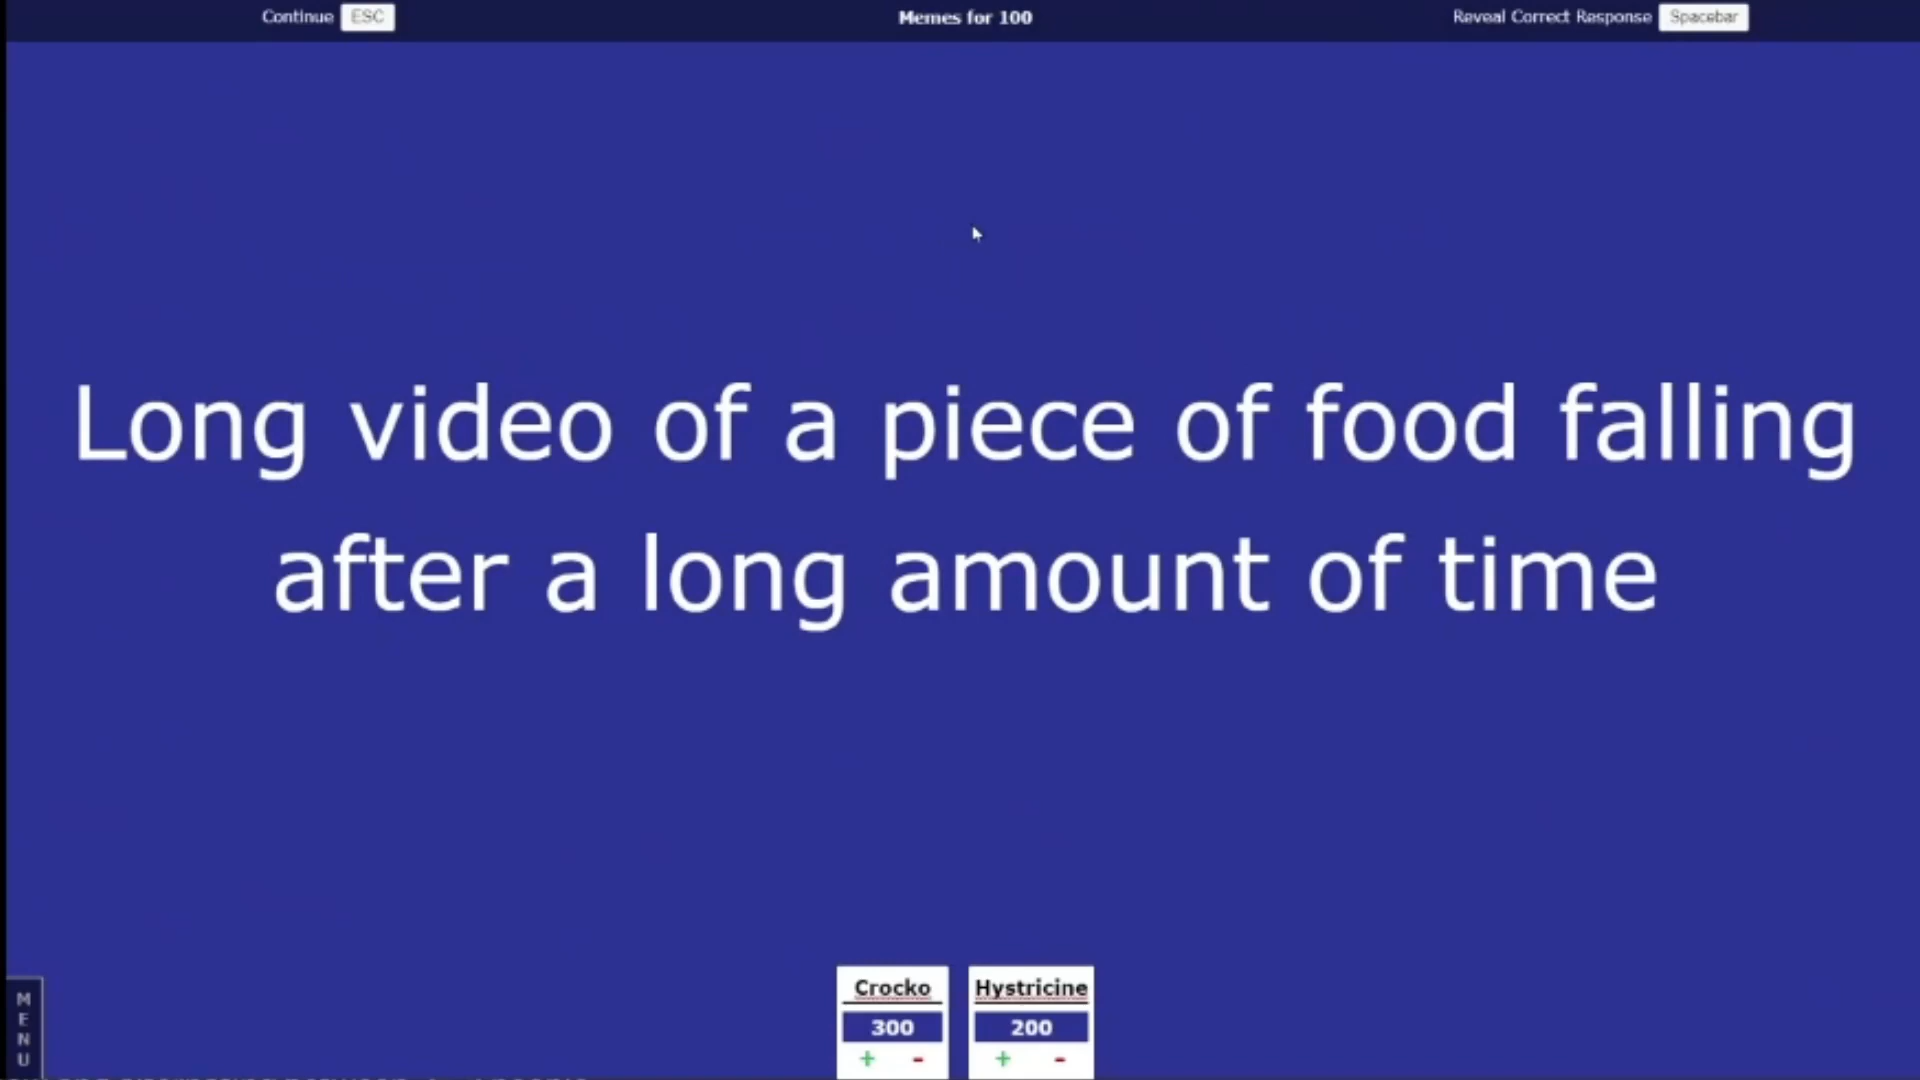 Continue ESC
Memes for 100
Reveal Correct Response Spacebar
Long video of a piece of food falling
after a long amount of time
MENU
Crocko
300
+ -
Hystricine
200
+ -